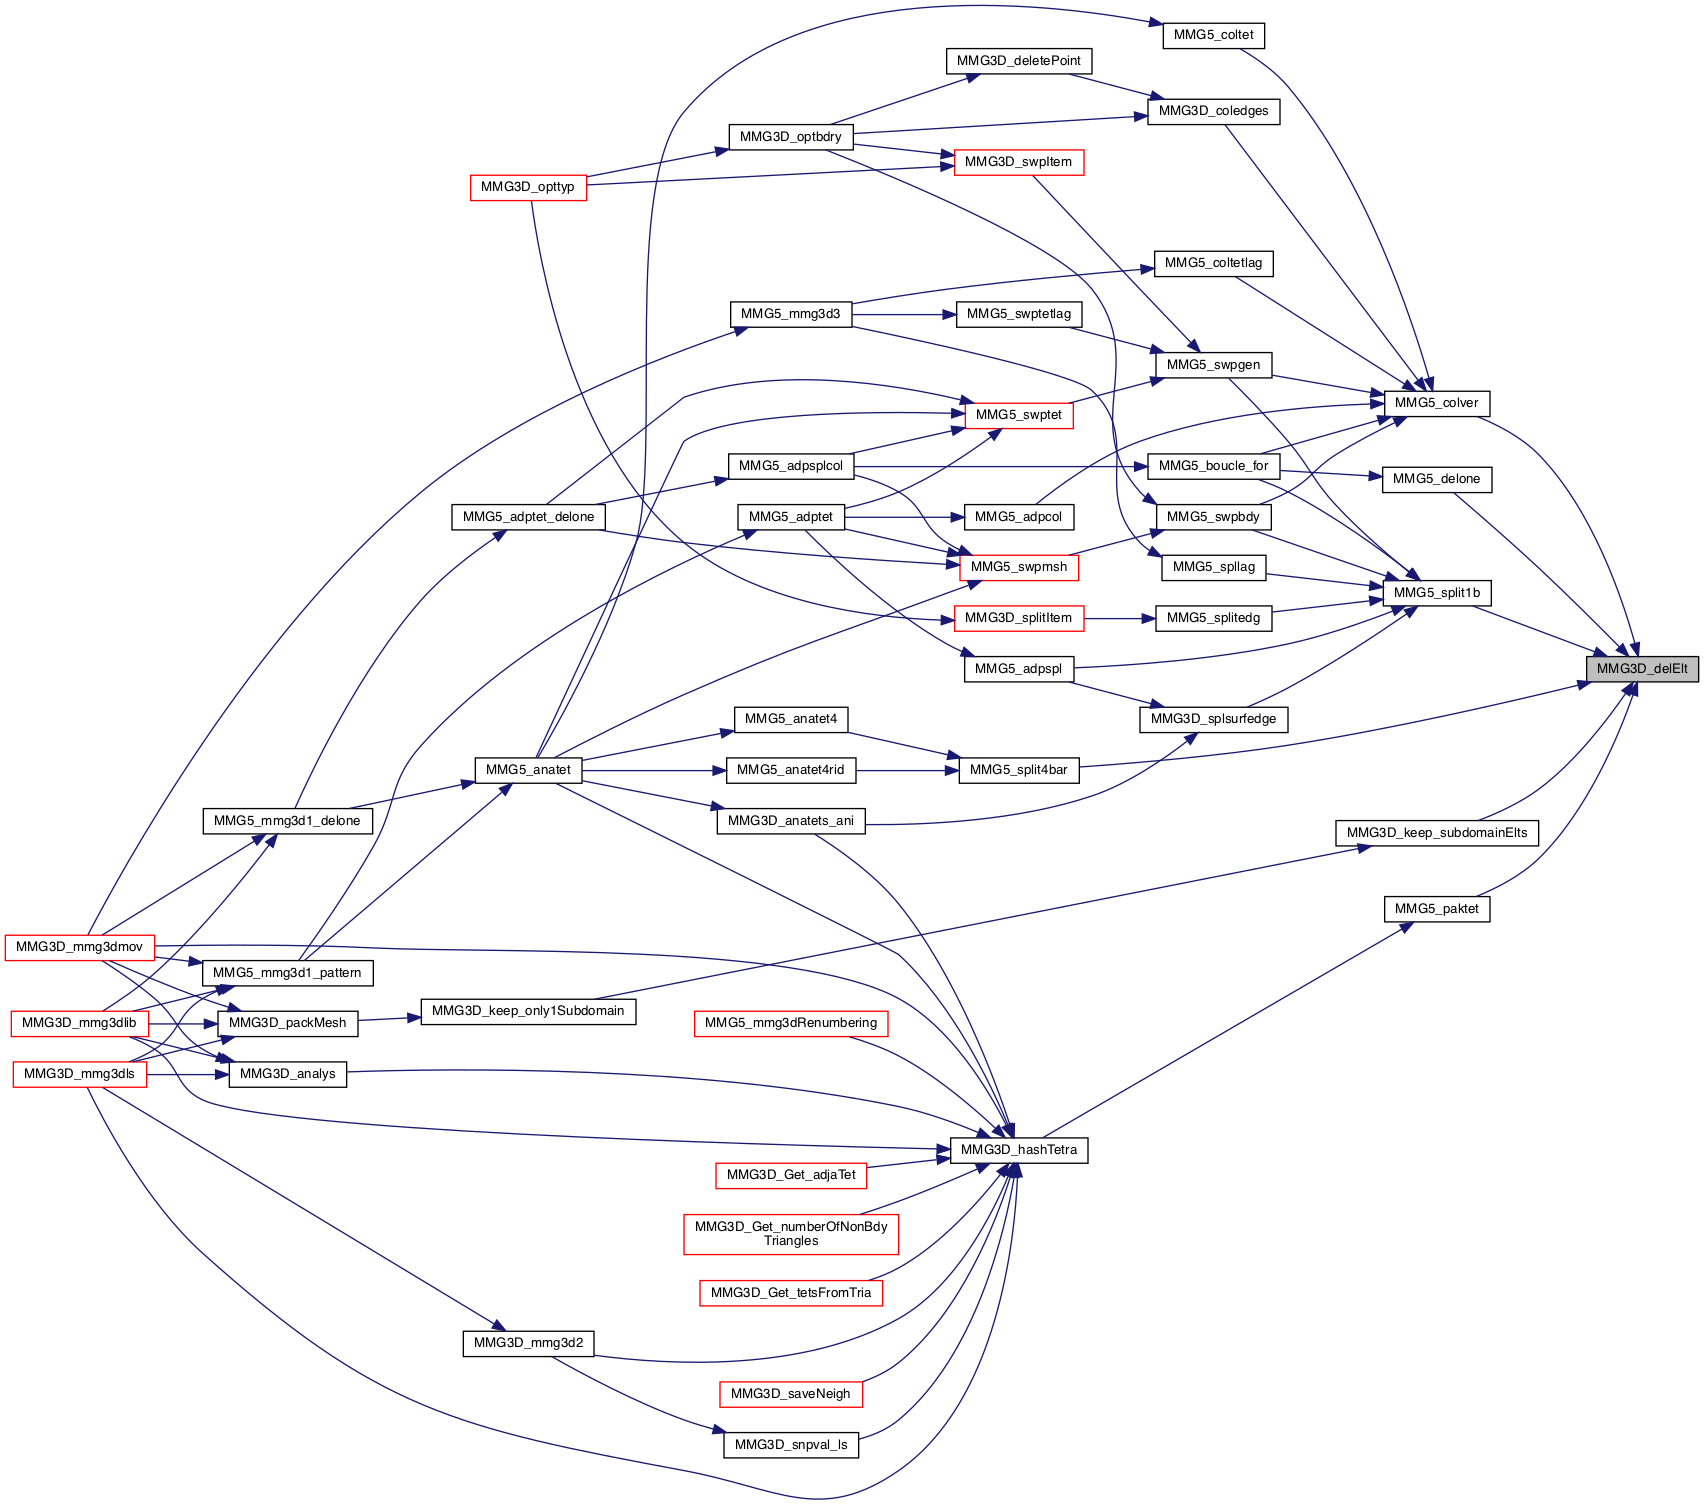 MMG5_coltet
MMG3D_deletePoint
MMG3D_coledges
MMG3D_optbdry
MMG3D_swpItem
MMG3D_opttyp
MMG5_coltetlag
MMG5_mmg3d3
MMG5_swptetlag
MMG5_swpgen
MMG5_colver
MMG5_swptet
MMG5_adpsplcol
MMG5_boucle_for
MMG5_delone
MMG5_adptet_delone
MMG5_adptet
MMG5_adpcol
MMG5_swpbdy
MMG5_swpmsh
MMG5_spllag
MMG5_split1b
MMG3D_splitItem
MMG5_splitedg
MMG5_adpspl
MMG3D_delElt
MMG5_anatet4
MMG3D_splsurfedge
MMG5_anatet
MMG5_anatet4rid
MMG5_split4bar
MMG5_mmg3d1_delone
MMG3D_anatets_ani
MMG3D_keep_subdomainElts
MMG5_paktet
MMG3D_mmg3dmov
MMG5_mmg3d1_pattern
MMG3D_keep_only1Subdomain
MMG3D_mmg3dlib
MMG3D_packMesh
MMG5_mmg3dRenumbering
MMG3D_mmg3dls
MMG3D_analys
MMG3D_hashTetra
MMG3D_Get_adjaTet
MMG3D_Get_numberOfNonBdy
Triangles
MMG3D_Get_tetsFromTria
MMG3D_mmg3d2
MMG3D_saveNeigh
MMG3D_snpval_ls